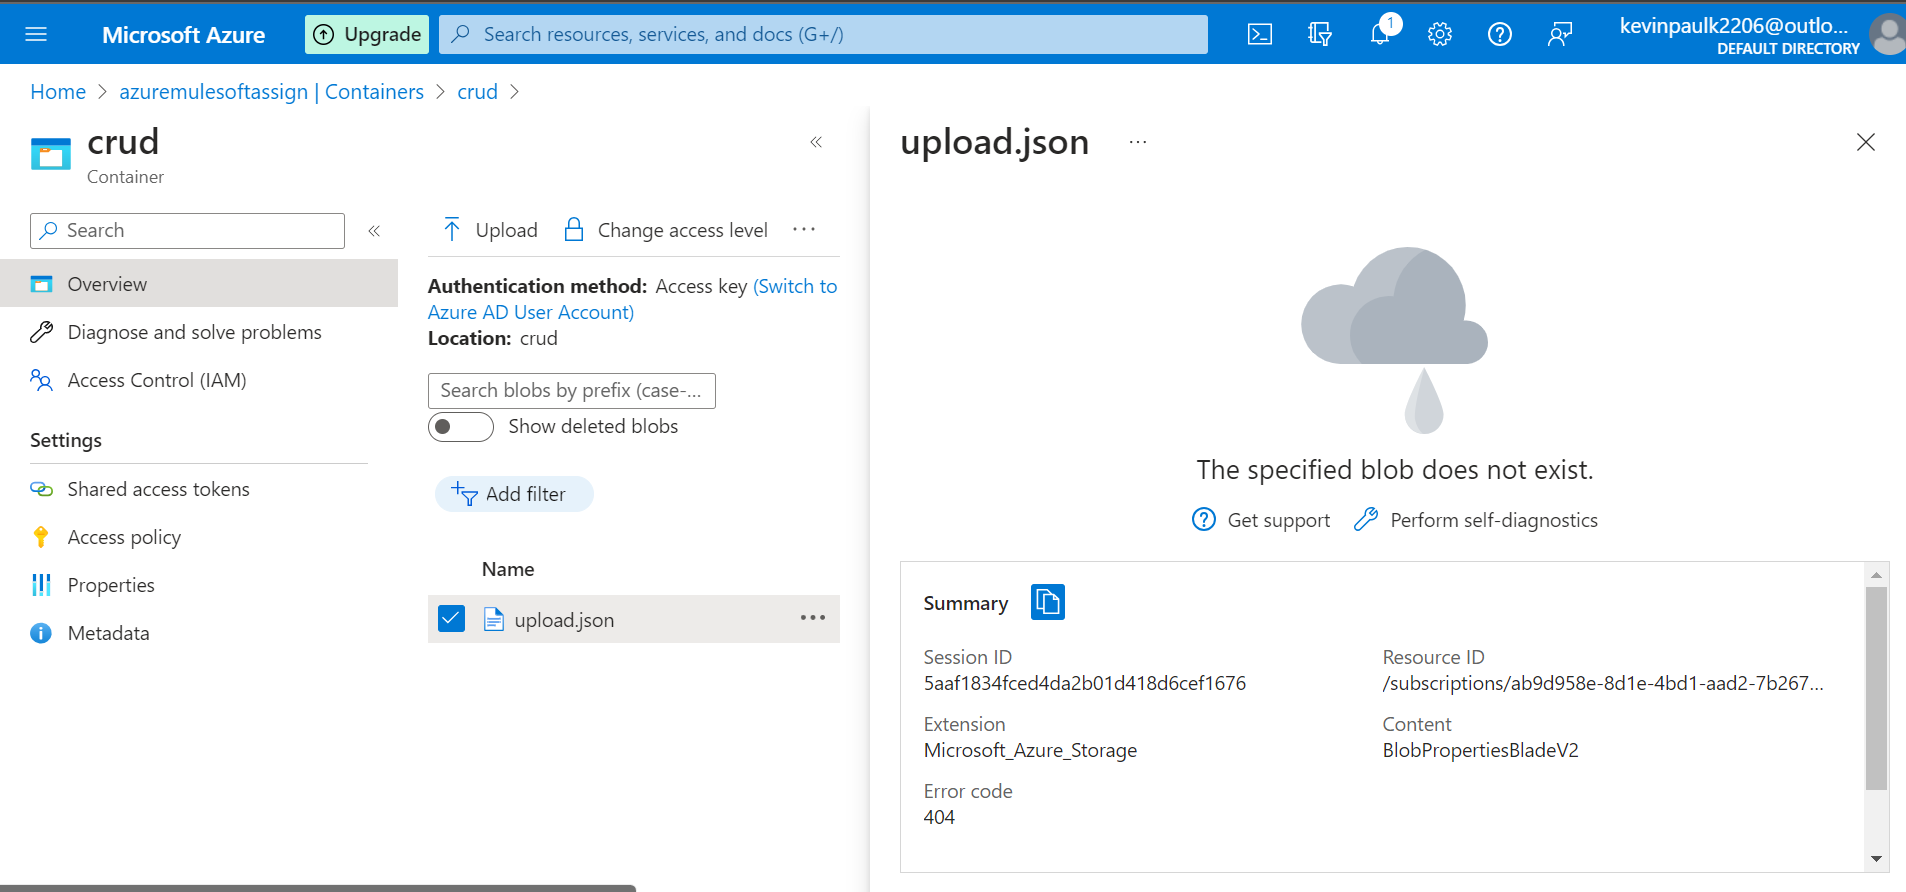 Microsoft Azure
Upgrade
Search resources, services, and docs (G+/)
1
kevinpaulk2206@outlo...
DEFAULT DIRECTORY
Home > azuremulesoftassign | Containers > crud >
crud
Container
«
Search
«
Overview
Diagnose and solve problems
Access Control (IAM)
Settings
Shared access tokens
Access policy
Properties
Metadata
Upload
Change access level
...
Authentication method: Access key (Switch to
Azure AD User Account)
Location: crud
Search blobs by prefix (case-...
Show deleted blobs
Add filter
Name
upload.json
...
upload.json
...
The specified blob does not exist.
Get support
Perform self-diagnostics
Summary
Session ID
5aaf1834fced4da2b01d418d6cef1676
Resource ID
/subscriptions/ab9d958e-8d1e-4bd1-aad2-7b267...
Extension
Microsoft_Azure_Storage
Content
BlobPropertiesBladeV2
Error code
404